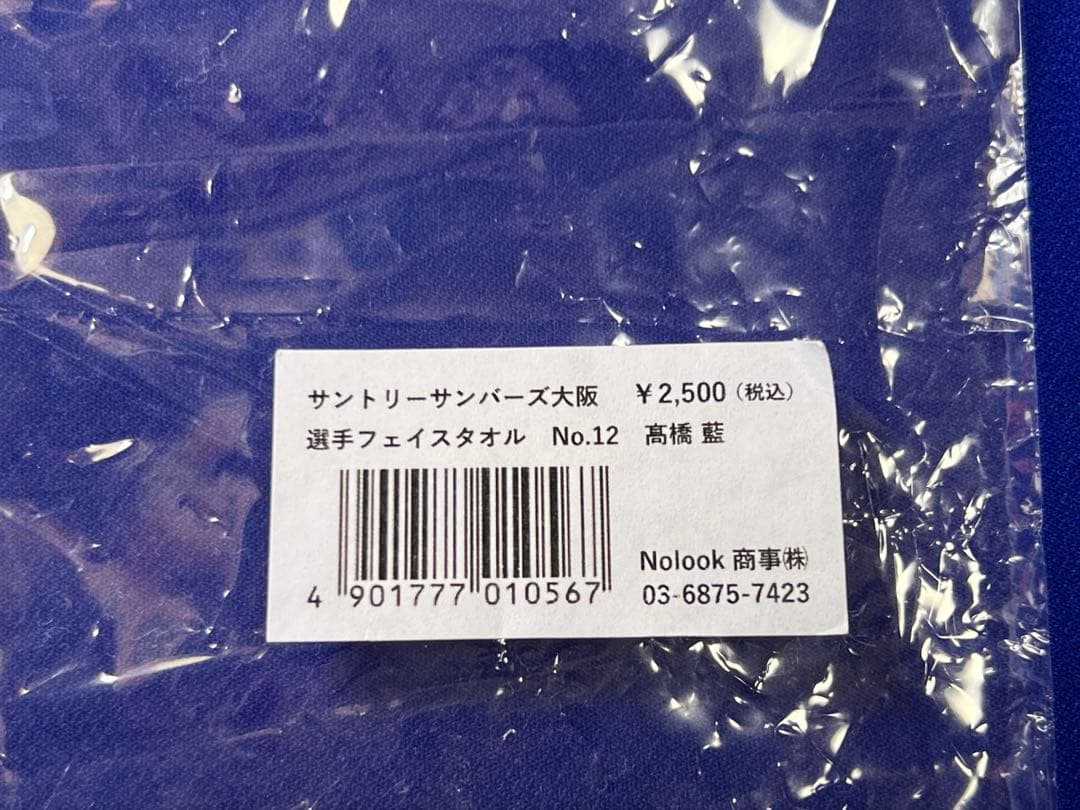 サントリーサンバーズ大阪　￥2,500（税込）
選手フェイスタオル　No.12　髙橋 藍
4 901777 010567
Nolook 商事㈱
03-6875-7423